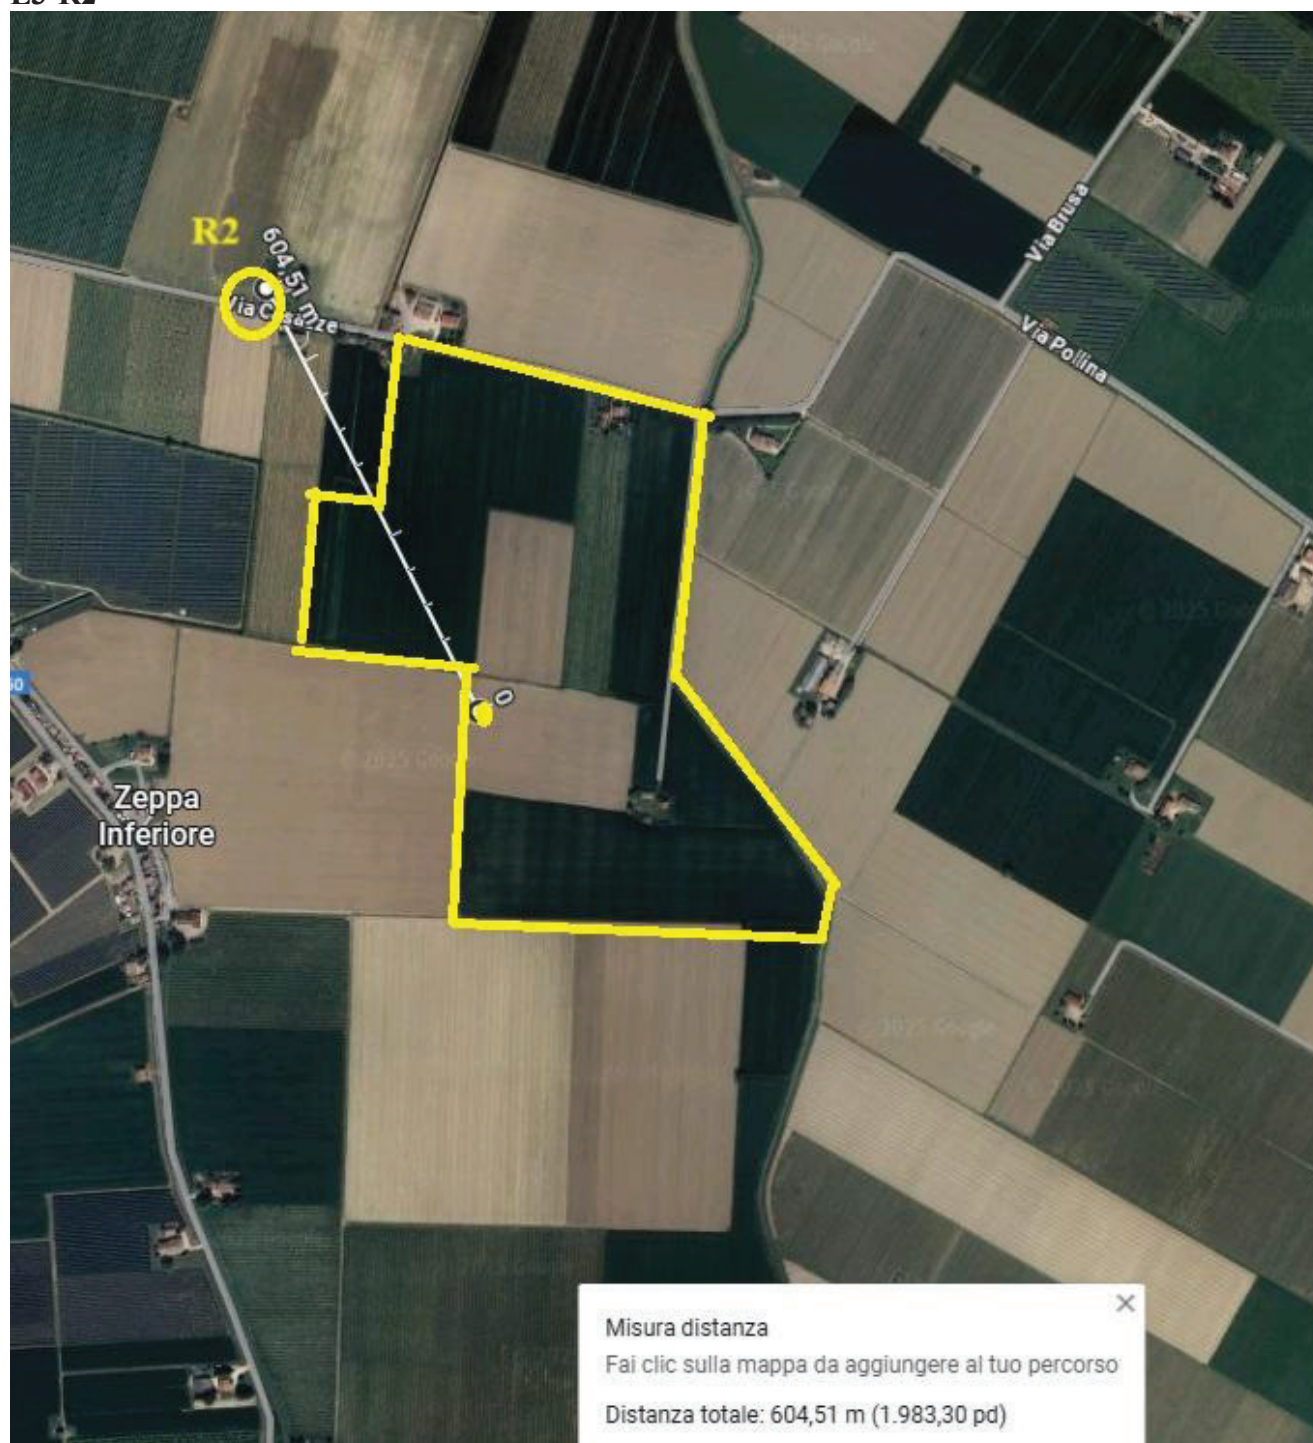 R2
604,51 m
Via Brusa
Via Pollina
60
Zeppa
Inferiore
0
Misura distanza
Fai clic sulla mappa da aggiungere al tuo percorso
Distanza totale: 604,51 m (1.983,30 pd)